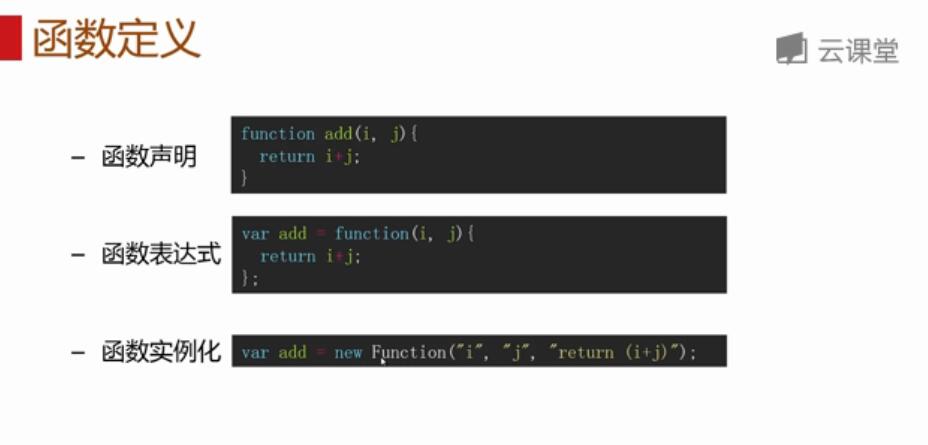 函数定义
云课堂
– 函数声明
function add(i, j){
  return i+j;
}
– 函数表达式
var add = function(i, j){
  return i+j;
};
– 函数实例化
var add = new Function("i", "j", "return (i+j)");